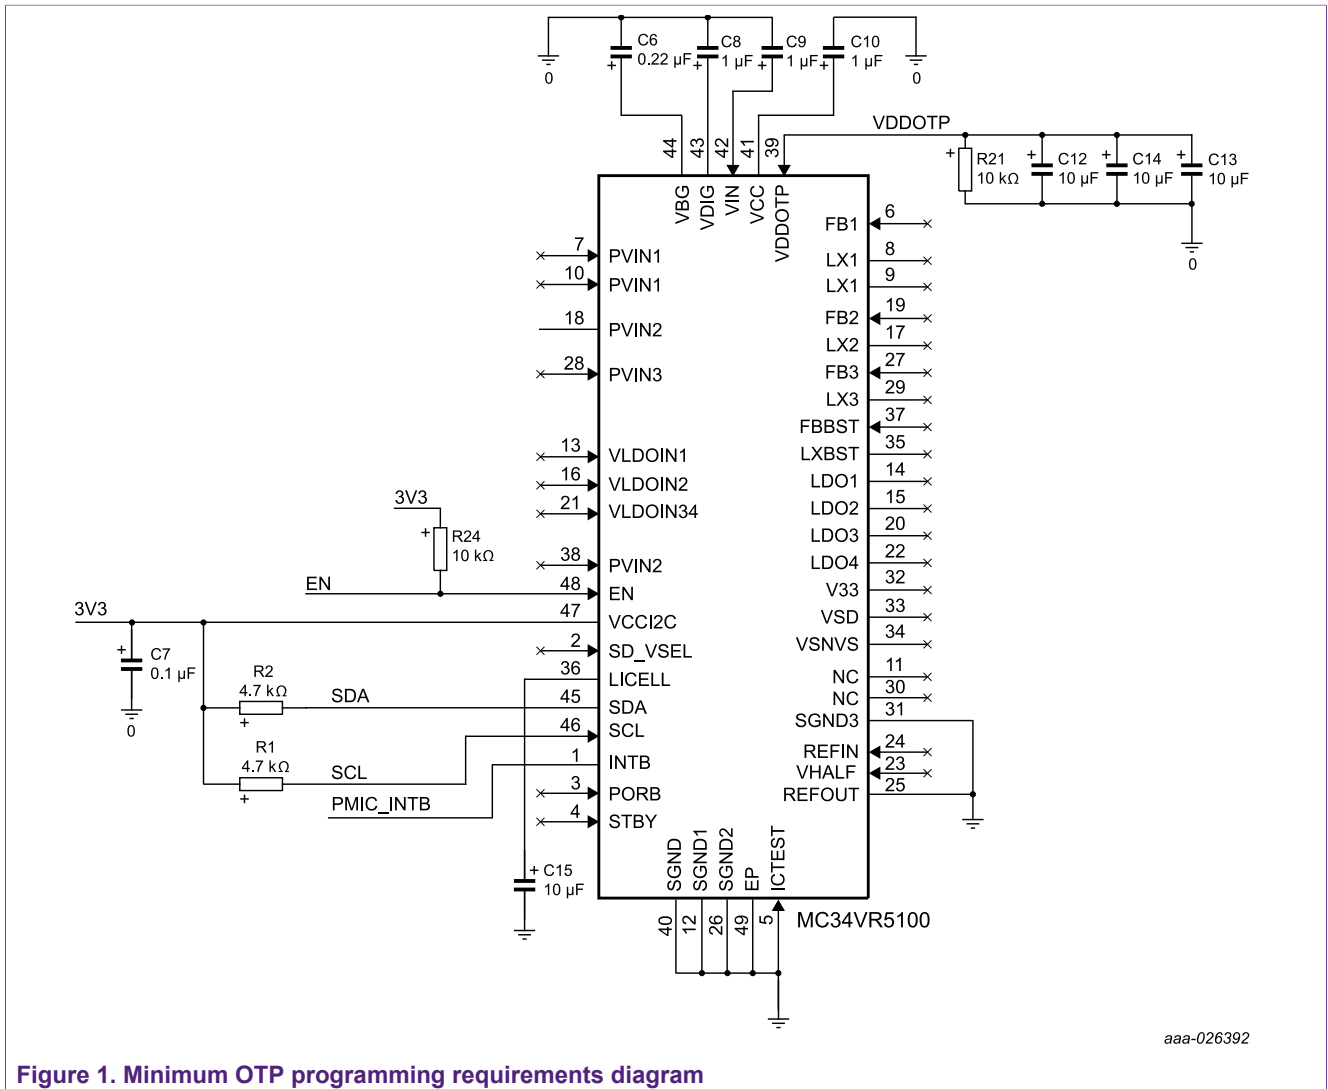 C6
0.22 µF
+
C8
1 µF
+
C9
1 µF
+
C10
1 µF
+
0
0
44
43
42
41
39
VDDOTP
+
R21
10 kΩ
+
C12
10 µF
+
C14
10 µF
+
C13
10 µF
0
VBG
VDIG
VIN
VCC
VDDOTP
7
PVIN1
10
PVIN1
18
PVIN2
28
PVIN3
13
VLDOIN1
16
VLDOIN2
21
VLDOIN34
38
PVIN2
48
EN
47
VCCI2C
2
SD_VSEL
36
LICELL
45
SDA
46
SCL
1
INTB
3
PORB
4
STBY
FB1
6
LX1
8
LX1
9
FB2
19
LX2
17
FB3
27
LX3
29
FBBST
37
LXBST
35
LDO1
14
LDO2
15
LDO3
20
LDO4
22
V33
32
VSD
33
VSNVS
34
NC
11
NC
30
SGND3
31
REFIN
24
VHALF
23
REFOUT
25
3V3
+
R24
10 kΩ
EN
3V3
+
C7
0.1 µF
0
R2
4.7 kΩ
+
SDA
R1
4.7 kΩ
+
SCL
PMIC_INTB
+
C15
10 µF
SGND
SGND1
SGND2
EP
ICTEST
40
12
26
49
5
MC34VR5100
aaa-026392
Figure 1. Minimum OTP programming requirements diagram